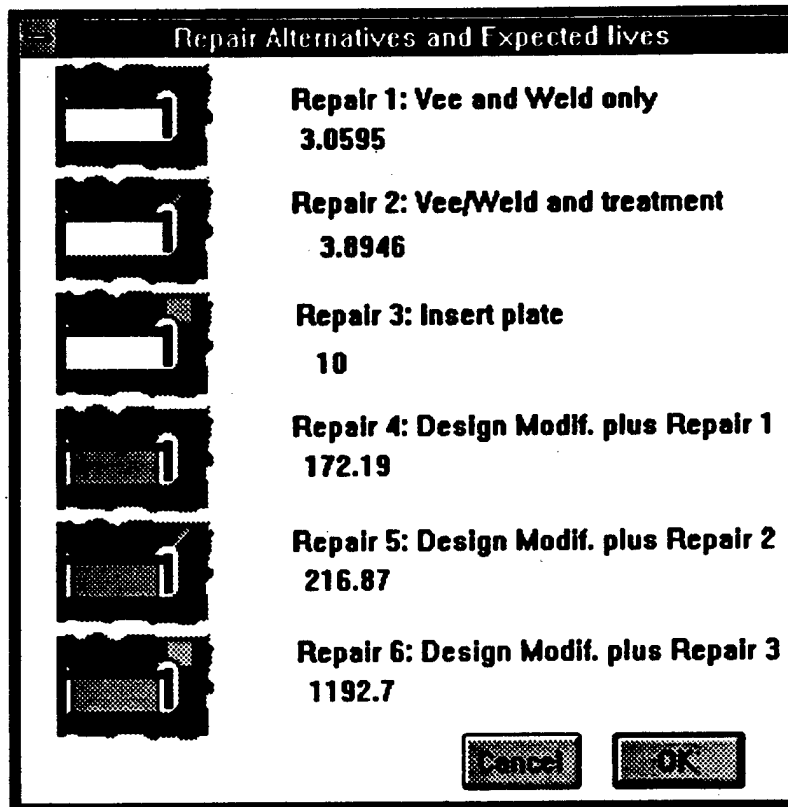 Repair Alternatives and Expected lives
Repair 1: Vee and Weld only
3.0595
Repair 2: Vee/Weld and treatment
3.8946
Repair 3: Insert plate
10
Repair 4: Design Modif. plus Repair 1
172.19
Repair 5: Design Modif. plus Repair 2
216.87
Repair 6: Design Modif. plus Repair 3
1192.7
Cancel OK